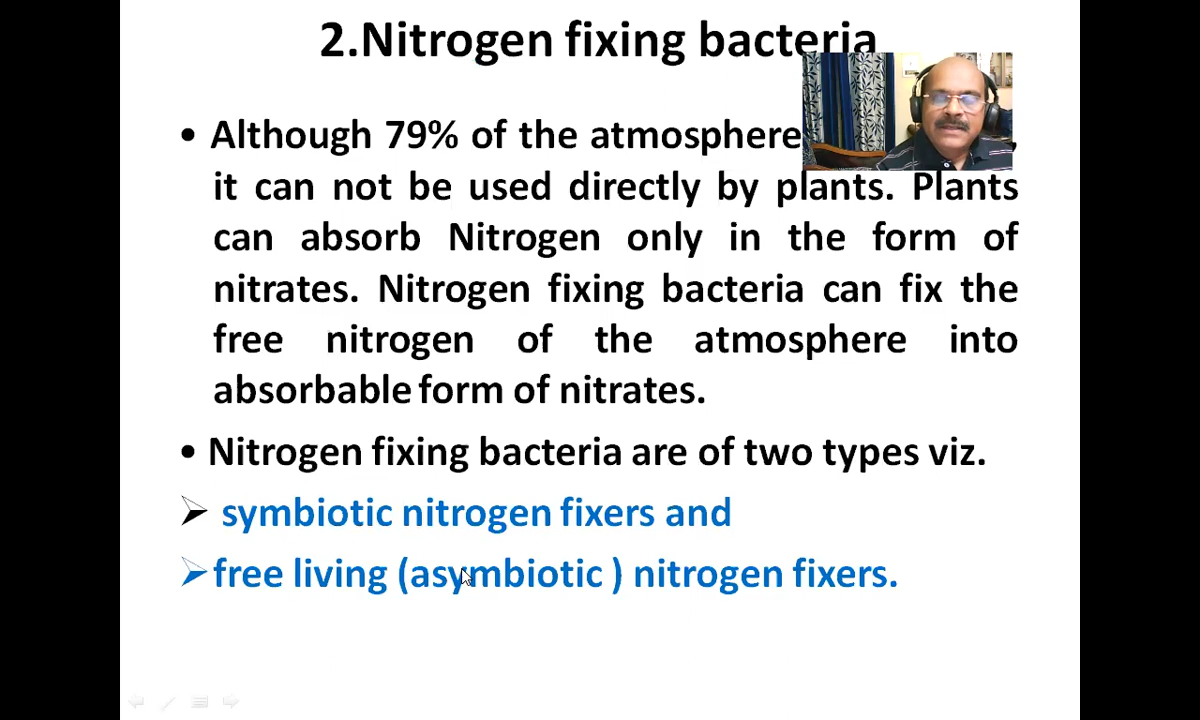 2.Nitrogen fixing bacteria
• Although 79% of the atmosphere
it can not be used directly by plants. Plants
can absorb Nitrogen only in the form of
nitrates. Nitrogen fixing bacteria can fix the
free nitrogen of the atmosphere into
absorbable form of nitrates.
• Nitrogen fixing bacteria are of two types viz.
➢ symbiotic nitrogen fixers and
➢ free living (asymbiotic ) nitrogen fixers.